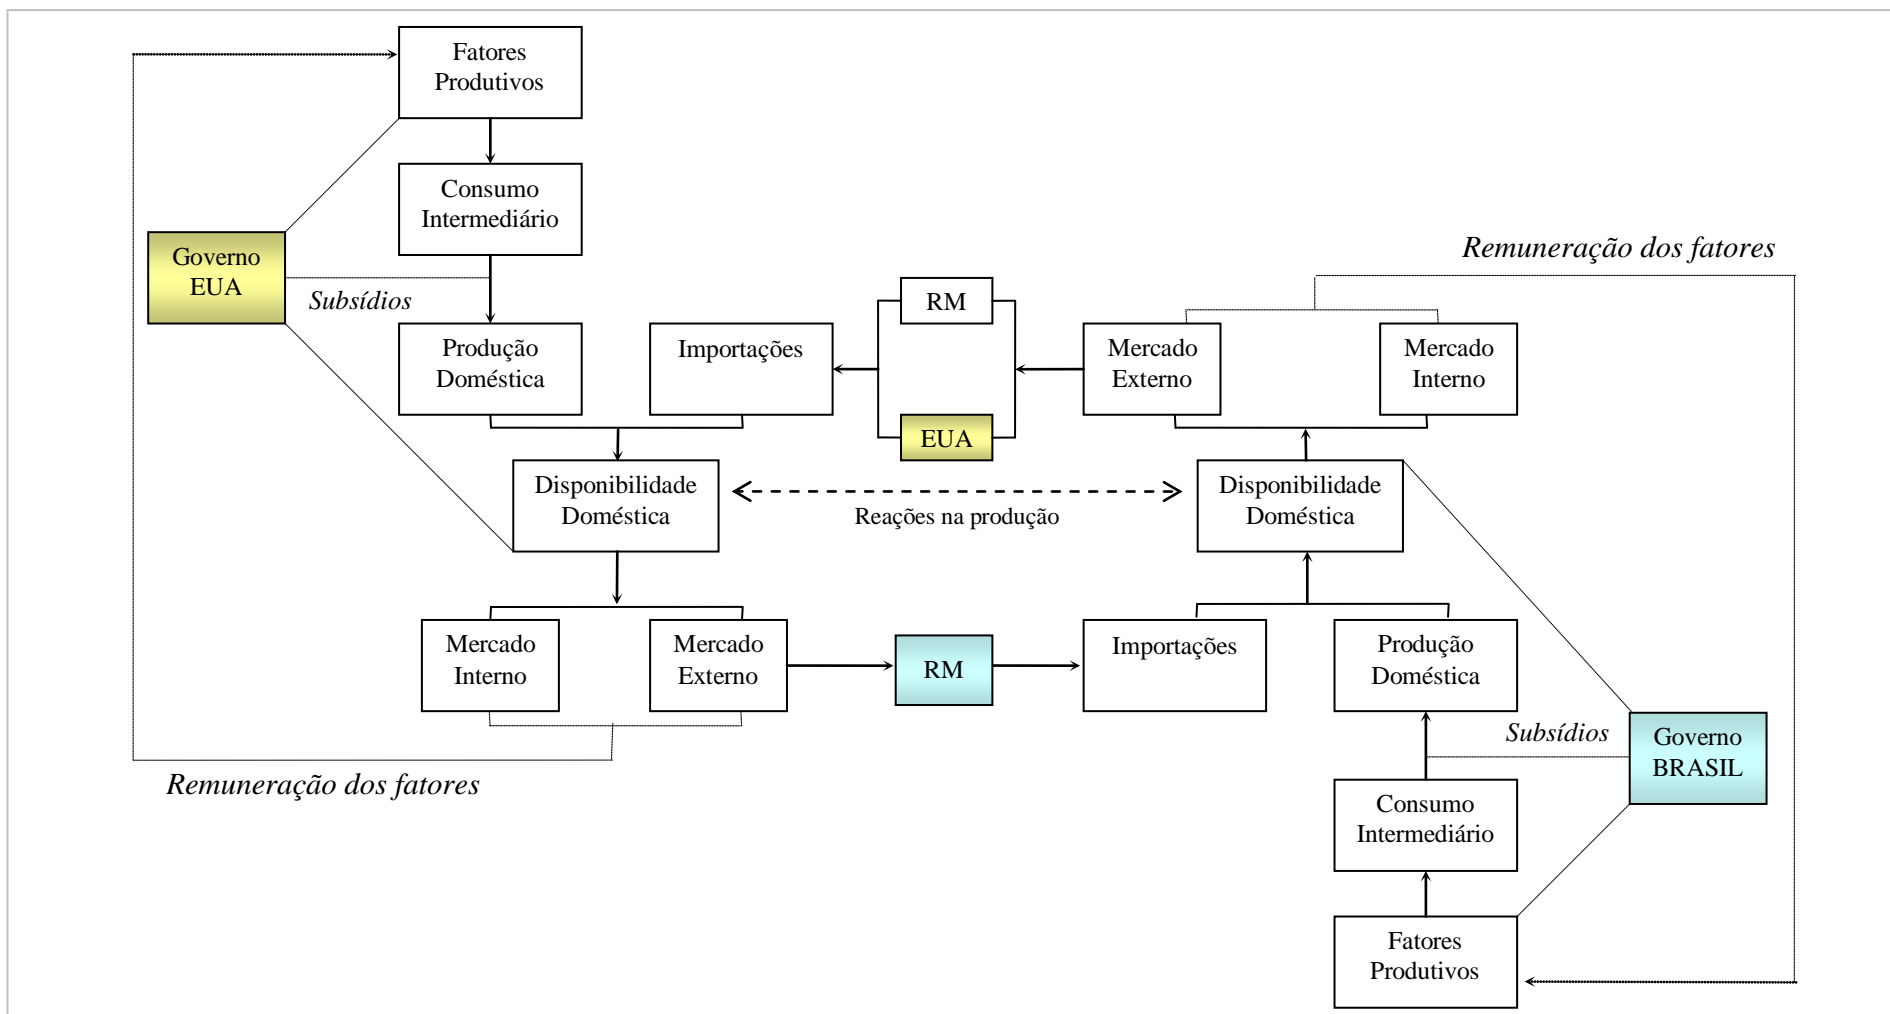 Fatores
Produtivos
Consumo
Intermediário
Governo
EUA
Subsídios
Remuneração dos fatores
RM
Produção
Doméstica
Importações
Mercado
Externo
Mercado
Interno
EUA
Disponibilidade
Doméstica
Reações na produção
Disponibilidade
Doméstica
Mercado
Interno
Mercado
Externo
RM
Importações
Produção
Doméstica
Remuneração dos fatores
Subsídios
Governo
BRASIL
Consumo
Intermediário
Fatores
Produtivos